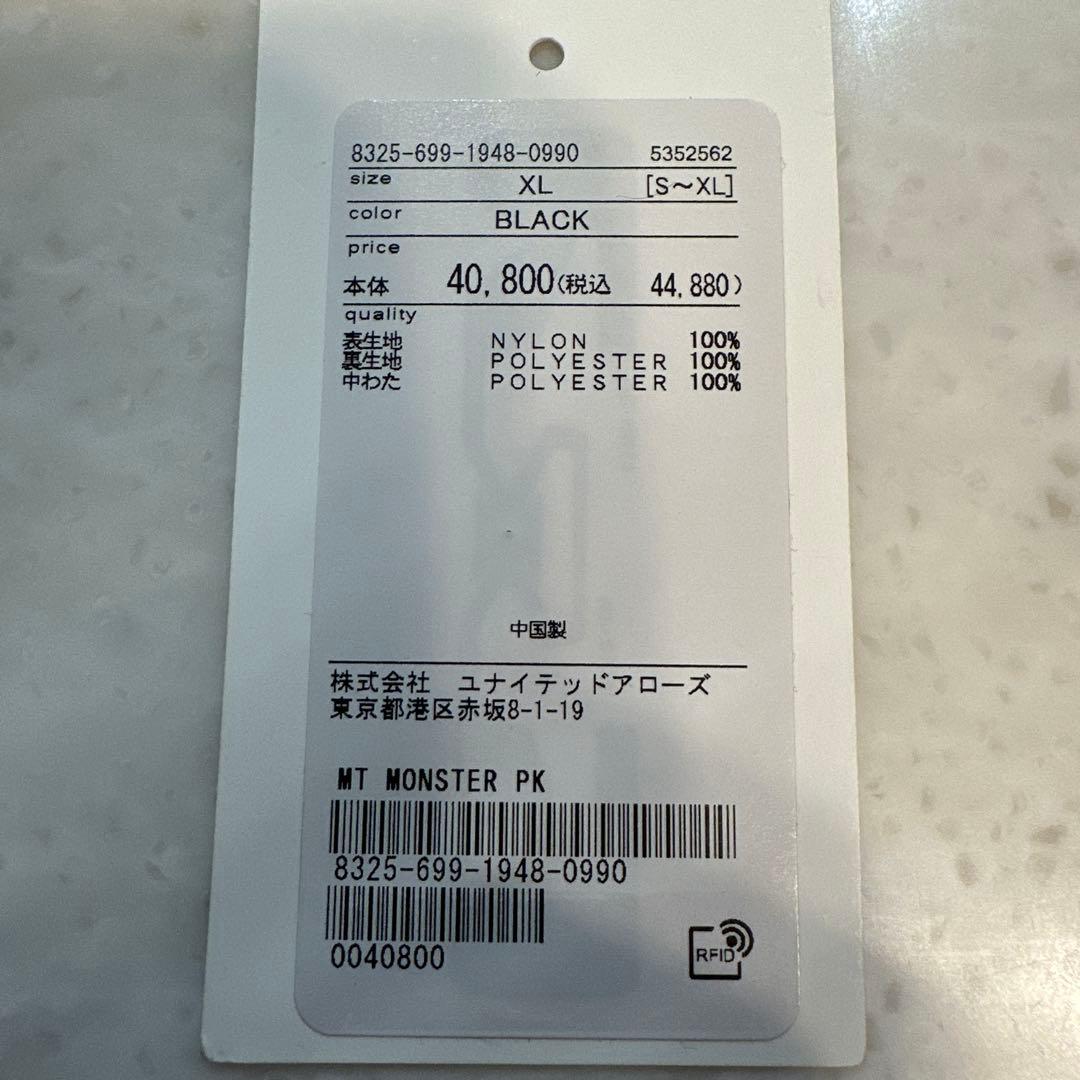 8325-699-1948-0990 5352562
size XL [S～XL]
color BLACK
price
本体 40,800(税込 44,880)
quality
表生地 NYLON 100%
裏生地 POLYESTER 100%
中わた POLYESTER 100%
中国製
株式会社 ユナイテッドアローズ
東京都港区赤坂8-1-19
MT MONSTER PK
8325-699-1948-0990
0040800
RFID